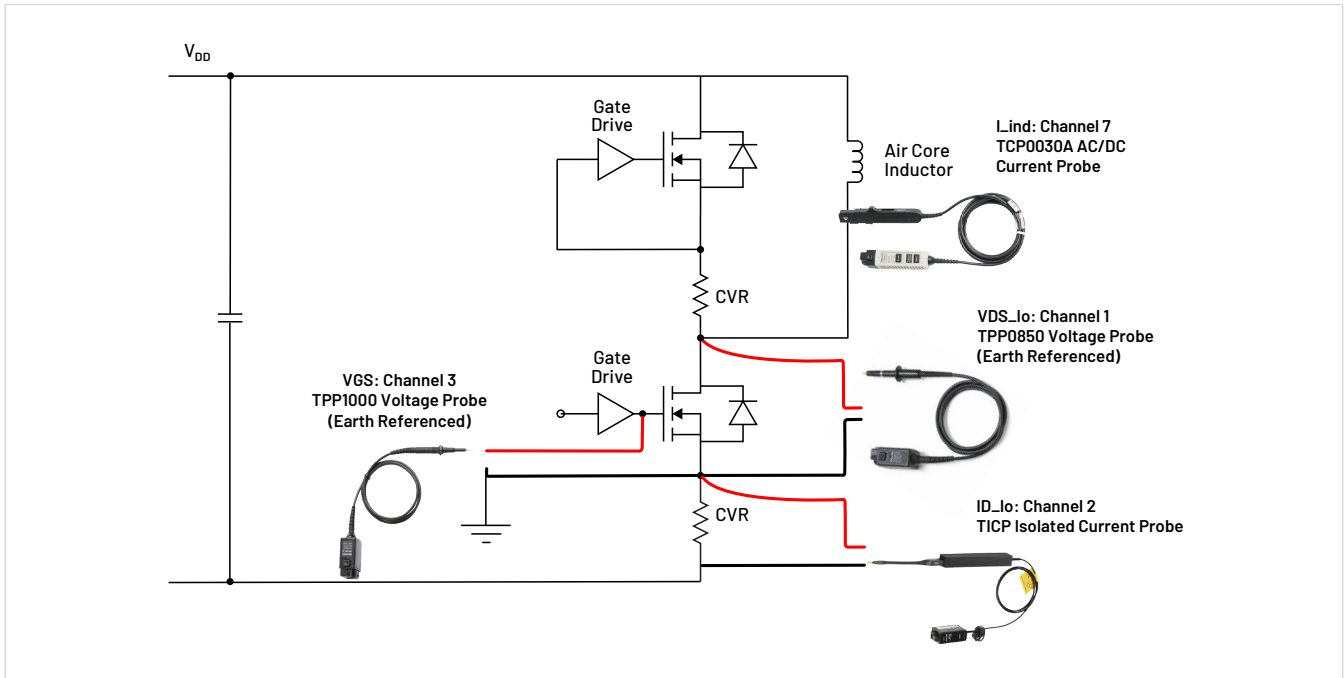 V_DD
Gate
Drive
Air Core
Inductor
I_ind: Channel 7
TCP0030A AC/DC
Current Probe
CVR
VDS_lo: Channel 1
TPP0850 Voltage Probe
(Earth Referenced)
Gate
Drive
VGS: Channel 3
TPP1000 Voltage Probe
(Earth Referenced)
CVR
ID_lo: Channel 2
TICP Isolated Current Probe